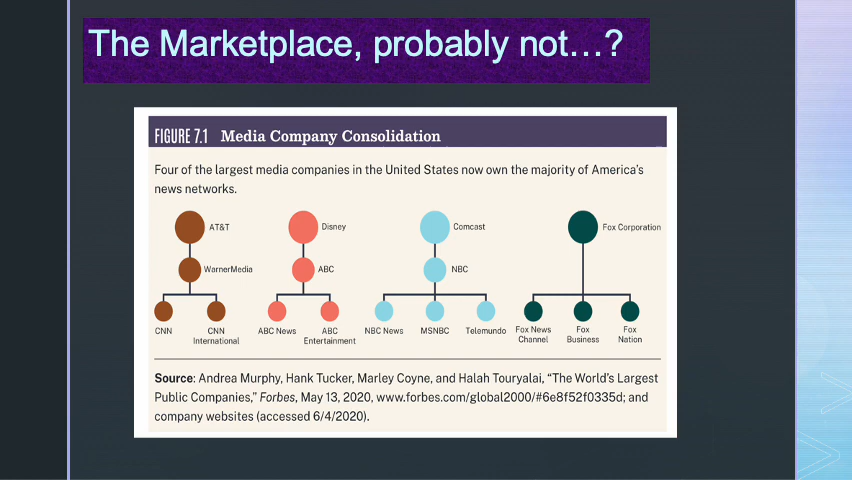 The Marketplace, probably not…?
FIGURE 7.1 Media Company Consolidation
Four of the largest media companies in the United States now own the majority of America's
news networks.
AT&T
Disney
Comcast
Fox Corporation
WarnerMedia
ABC
NBC
CNN
CNN
International
ABC News
ABC
Entertainment
NBC News
MSNBC
Telemundo
Fox News
Channel
Fox
Business
Fox
Nation
Source: Andrea Murphy, Hank Tucker, Marley Coyne, and Halah Touryalai, “The World's Largest
Public Companies,” Forbes, May 13, 2020, www.forbes.com/global2000/#6e8f52f0335d; and
company websites (accessed 6/4/2020).